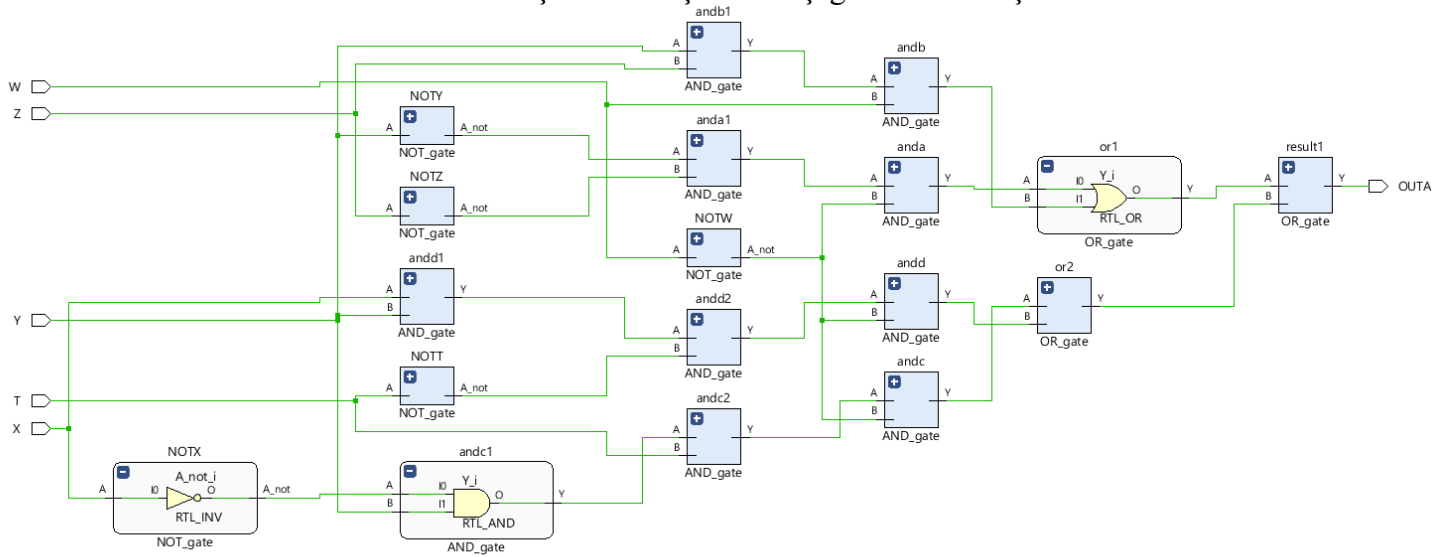 andb1
A
B
Y
AND_gate
andb
A
B
Y
AND_gate
W
Z
NOTY
A
A_not
NOT_gate
anda1
A
B
Y
AND_gate
anda
A
B
Y
AND_gate
or1
A
B
Y_i
I0
I1
O
RTL_OR
Y
OR_gate
result1
A
B
Y
OR_gate
OUTA
NOTZ
A
A_not
NOT_gate
NOTW
A
A_not
NOT_gate
andd1
A
B
Y
AND_gate
andd
A
B
Y
AND_gate
or2
A
B
Y
OR_gate
Y
andd2
A
B
Y
AND_gate
NOTT
A
A_not
NOT_gate
andc
A
B
Y
AND_gate
T
X
andc2
A
B
Y
AND_gate
NOTX
A
A_not_i
I0
O
RTL_INV
A_not
NOT_gate
andc1
A
B
Y_i
I0
I1
O
RTL_AND
Y
AND_gate